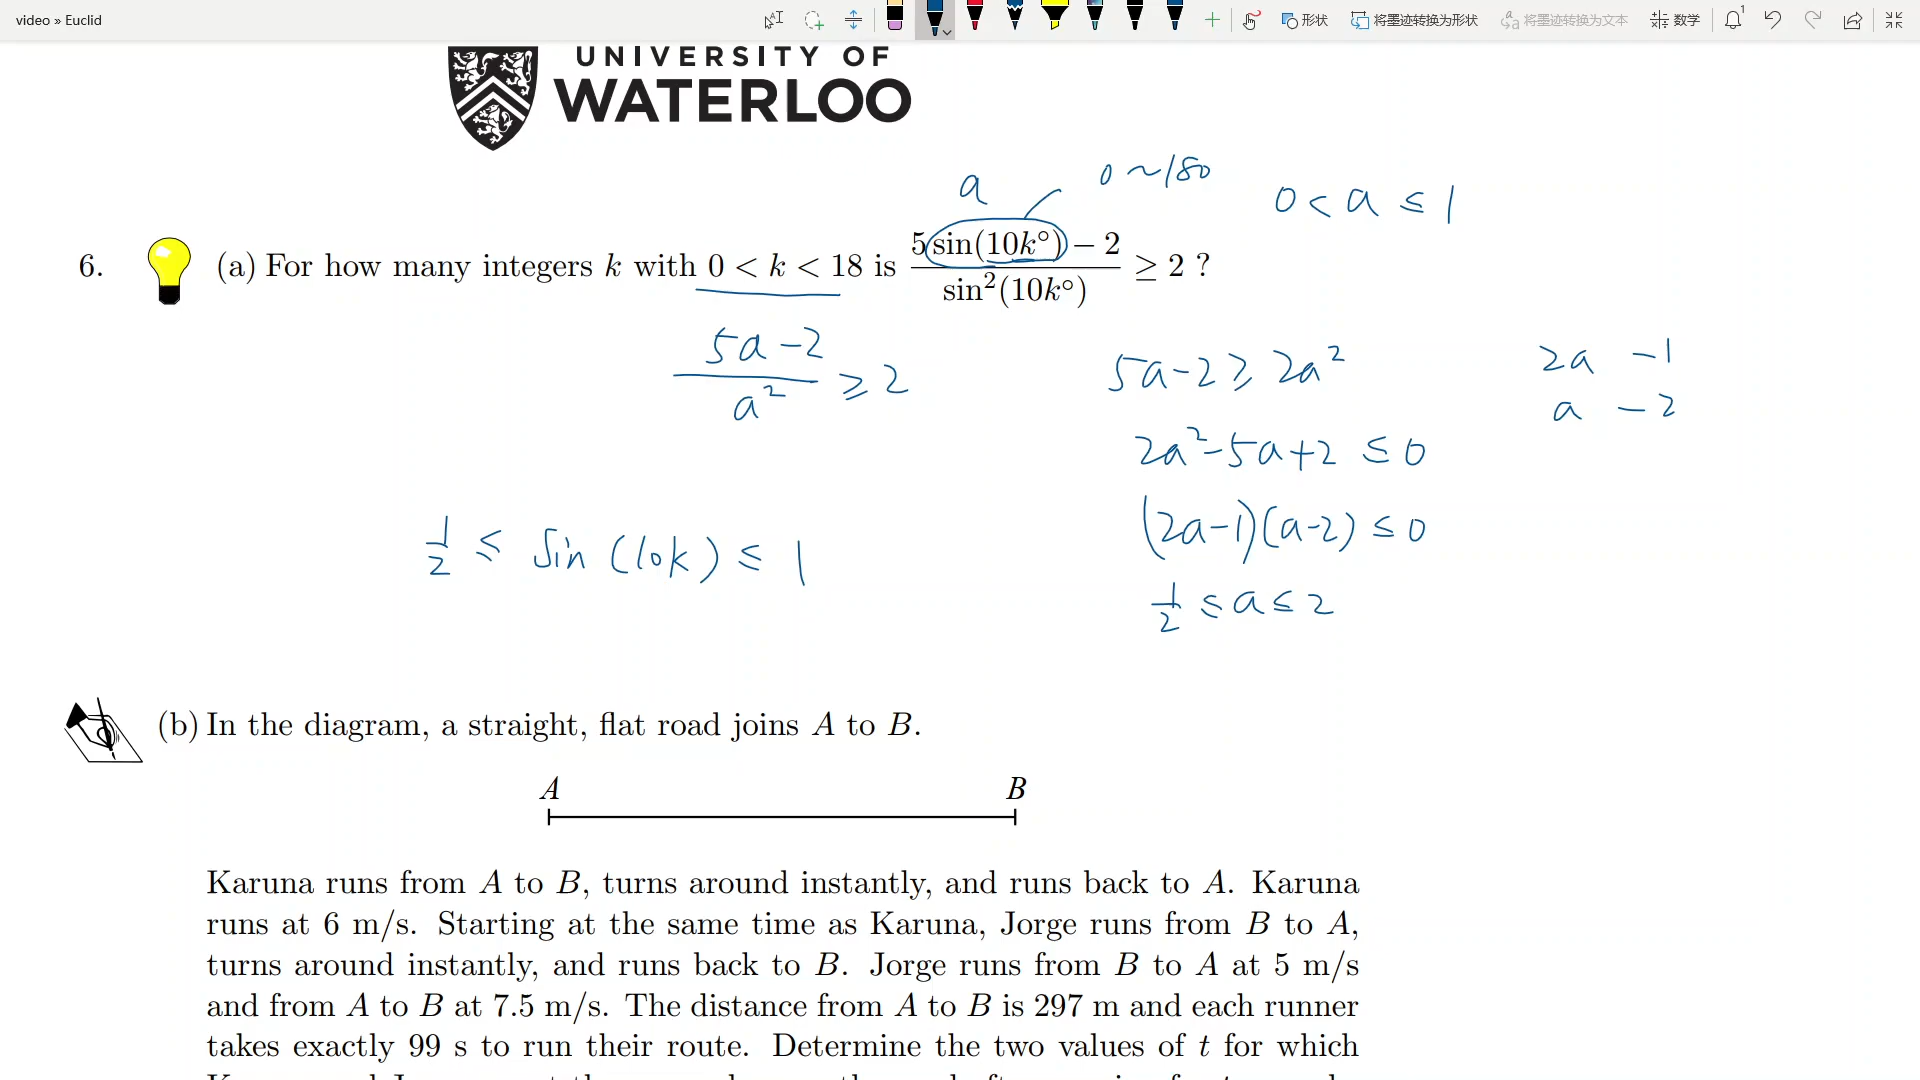 video » Euclid
形状 将墨迹转换为形状 将墨迹转换为文本 数学 1
UNIVERSITY OF
WATERLOO
a 0 ~ 180 0 < a ≤ 1
6. (a) For how many integers k with 0 < k < 18 is (5 sin(10k°) − 2)/(sin²(10k°)) ≥ 2 ?
(5a − 2)/(a²) ≥ 2
5a − 2 ≥ 2a²
2a −1
a −2
2a² − 5a + 2 ≤ 0
(2a−1)(a−2) ≤ 0
1/2 ≤ sin (10k) ≤ 1
1/2 ≤ a ≤ 2
(b) In the diagram, a straight, flat road joins A to B.
A B
Karuna runs from A to B, turns around instantly, and runs back to A. Karuna
runs at 6 m/s. Starting at the same time as Karuna, Jorge runs from B to A,
turns around instantly, and runs back to B. Jorge runs from B to A at 5 m/s
and from A to B at 7.5 m/s. The distance from A to B is 297 m and each runner
takes exactly 99 s to run their route. Determine the two values of t for which